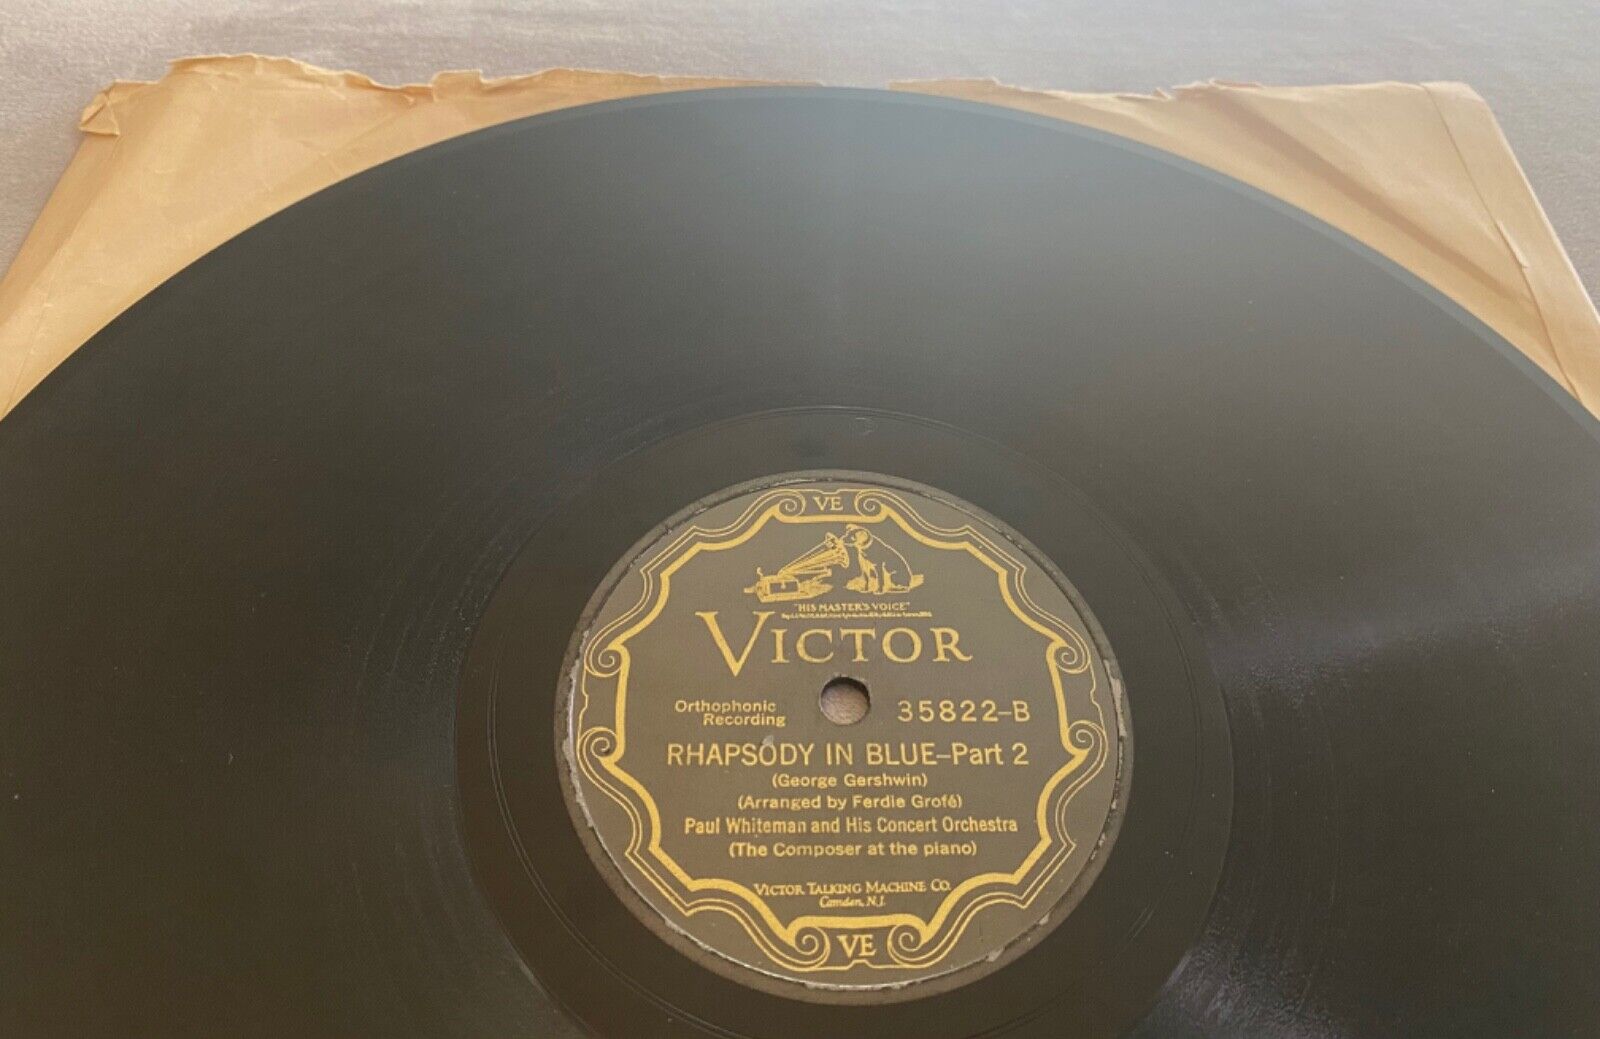 VE
"HIS MASTER'S VOICE"
VICTOR
Orthophonic
Recording
35822-B
RHAPSODY IN BLUE-Part 2
(George Gershwin)
(Arranged by Ferdie Grofé)
Paul Whiteman and His Concert Orchestra
(The Composer at the piano)
VICTOR TALKING MACHINE CO.
Camden, N.J.
VE